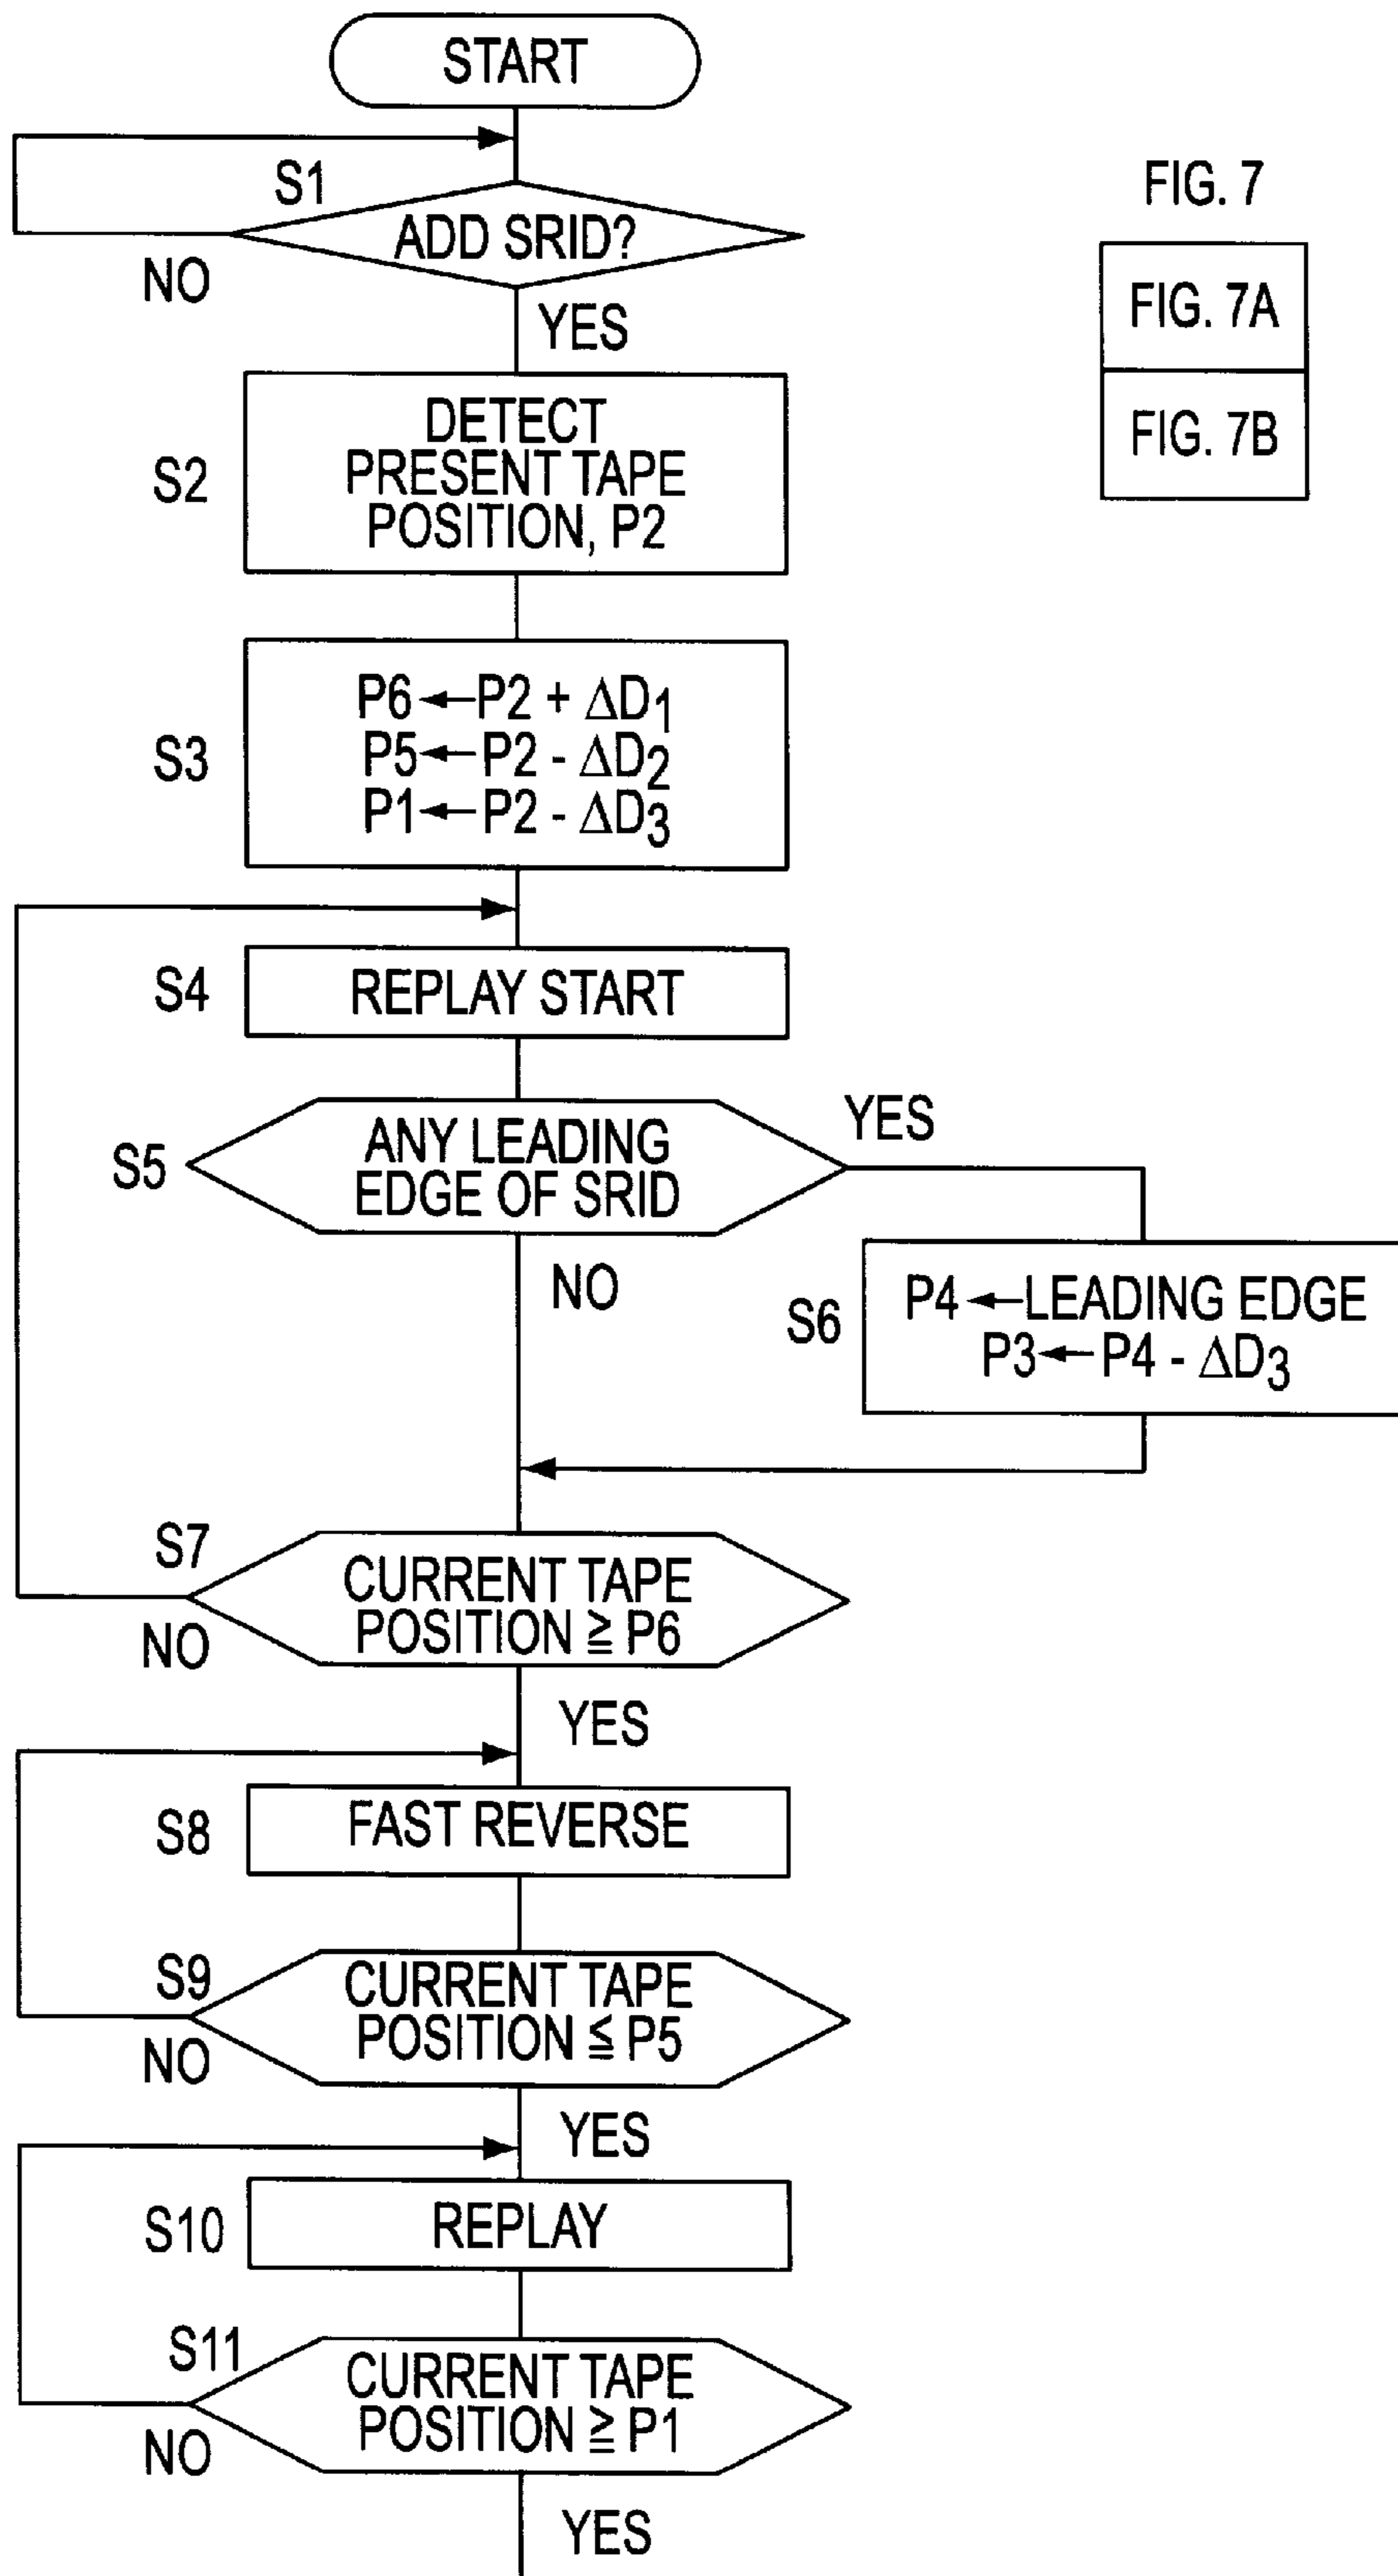 START
S1
ADD SRID?
NO
YES
FIG. 7
FIG. 7A
FIG. 7B
S2
DETECT
PRESENT TAPE
POSITION, P2
S3
P6 ← P2 + ΔD1
P5 ← P2 - ΔD2
P1 ← P2 - ΔD3
S4
REPLAY START
S5
ANY LEADING
EDGE OF SRID
YES
NO
S6
P4 ← LEADING EDGE
P3 ← P4 - ΔD3
S7
CURRENT TAPE
POSITION ≧ P6
NO
YES
S8
FAST REVERSE
S9
CURRENT TAPE
POSITION ≦ P5
NO
YES
S10
REPLAY
S11
CURRENT TAPE
POSITION ≧ P1
NO
YES